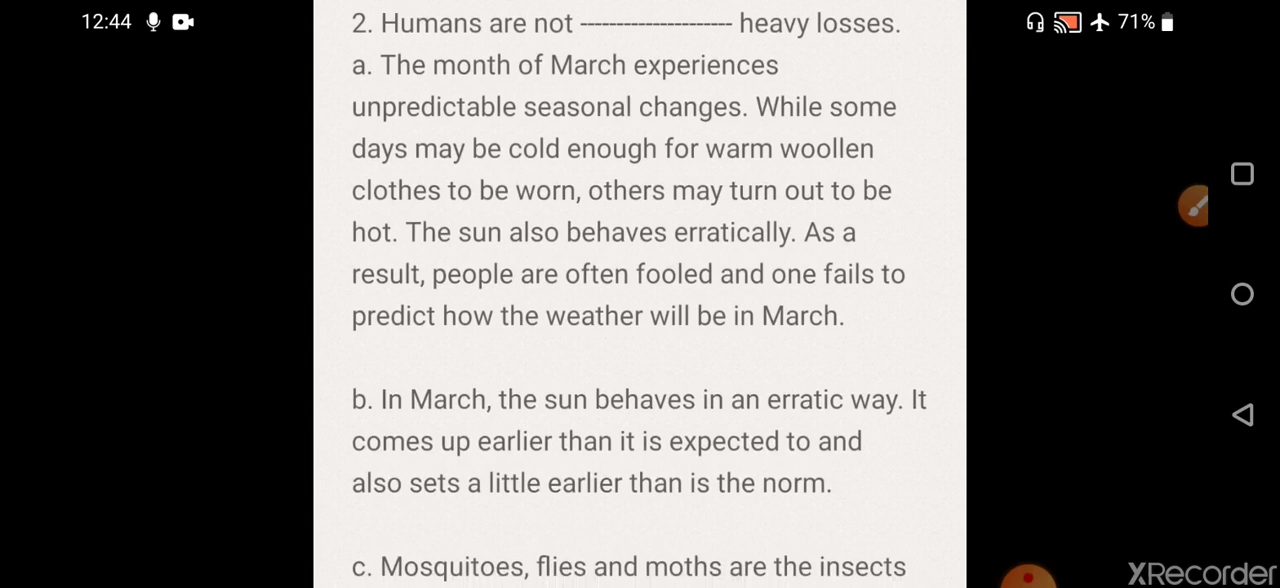 12:44
71%
2. Humans are not --------------------- heavy losses.
a. The month of March experiences
unpredictable seasonal changes. While some
days may be cold enough for warm woollen
clothes to be worn, others may turn out to be
hot. The sun also behaves erratically. As a
result, people are often fooled and one fails to
predict how the weather will be in March.
b. In March, the sun behaves in an erratic way. It
comes up earlier than it is expected to and
also sets a little earlier than is the norm.
c. Mosquitoes, flies and moths are the insects
XRecorder